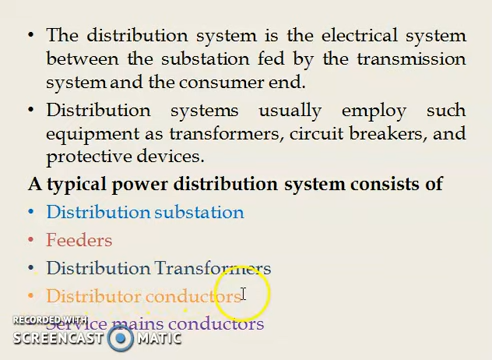 • The distribution system is the electrical system
between the substation fed by the transmission
system and the consumer end.
• Distribution systems usually employ such
equipment as transformers, circuit breakers, and
protective devices.
A typical power distribution system consists of
• Distribution substation
• Feeders
• Distribution Transformers
• Distributor conductors
• Service mains conductors
RECORDED WITH
SCREENCAST MATIC